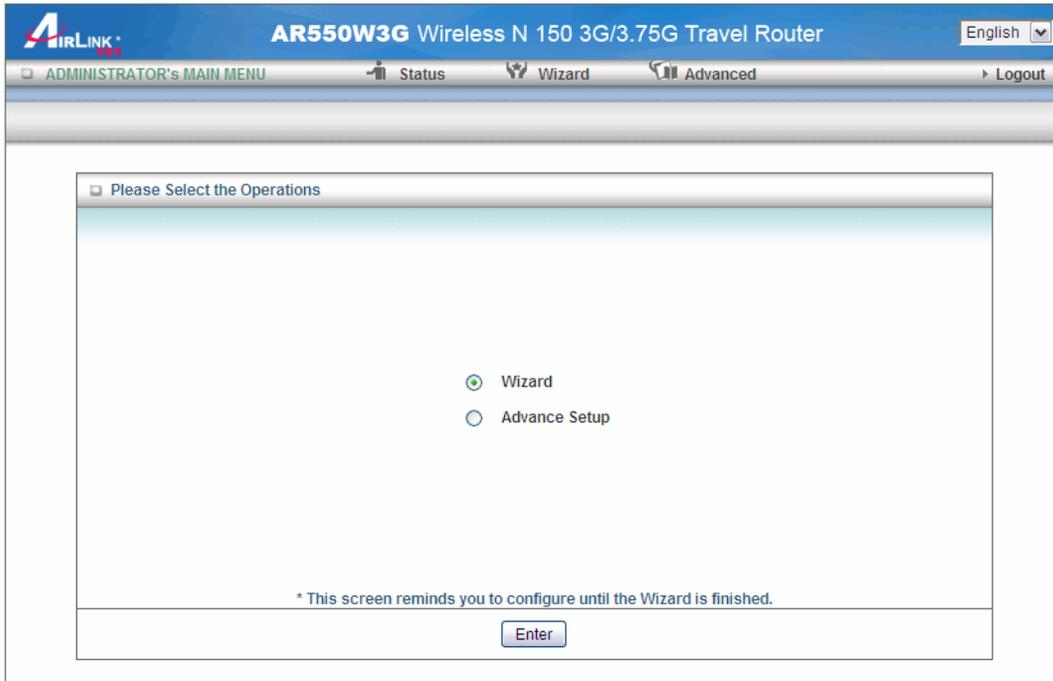 AIRLINK
101
AR550W3G Wireless N 150 3G/3.75G Travel Router
English
ADMINISTRATOR's MAIN MENU
Status
Wizard
Advanced
Logout
Please Select the Operations
Wizard
Advance Setup
* This screen reminds you to configure until the Wizard is finished.
Enter